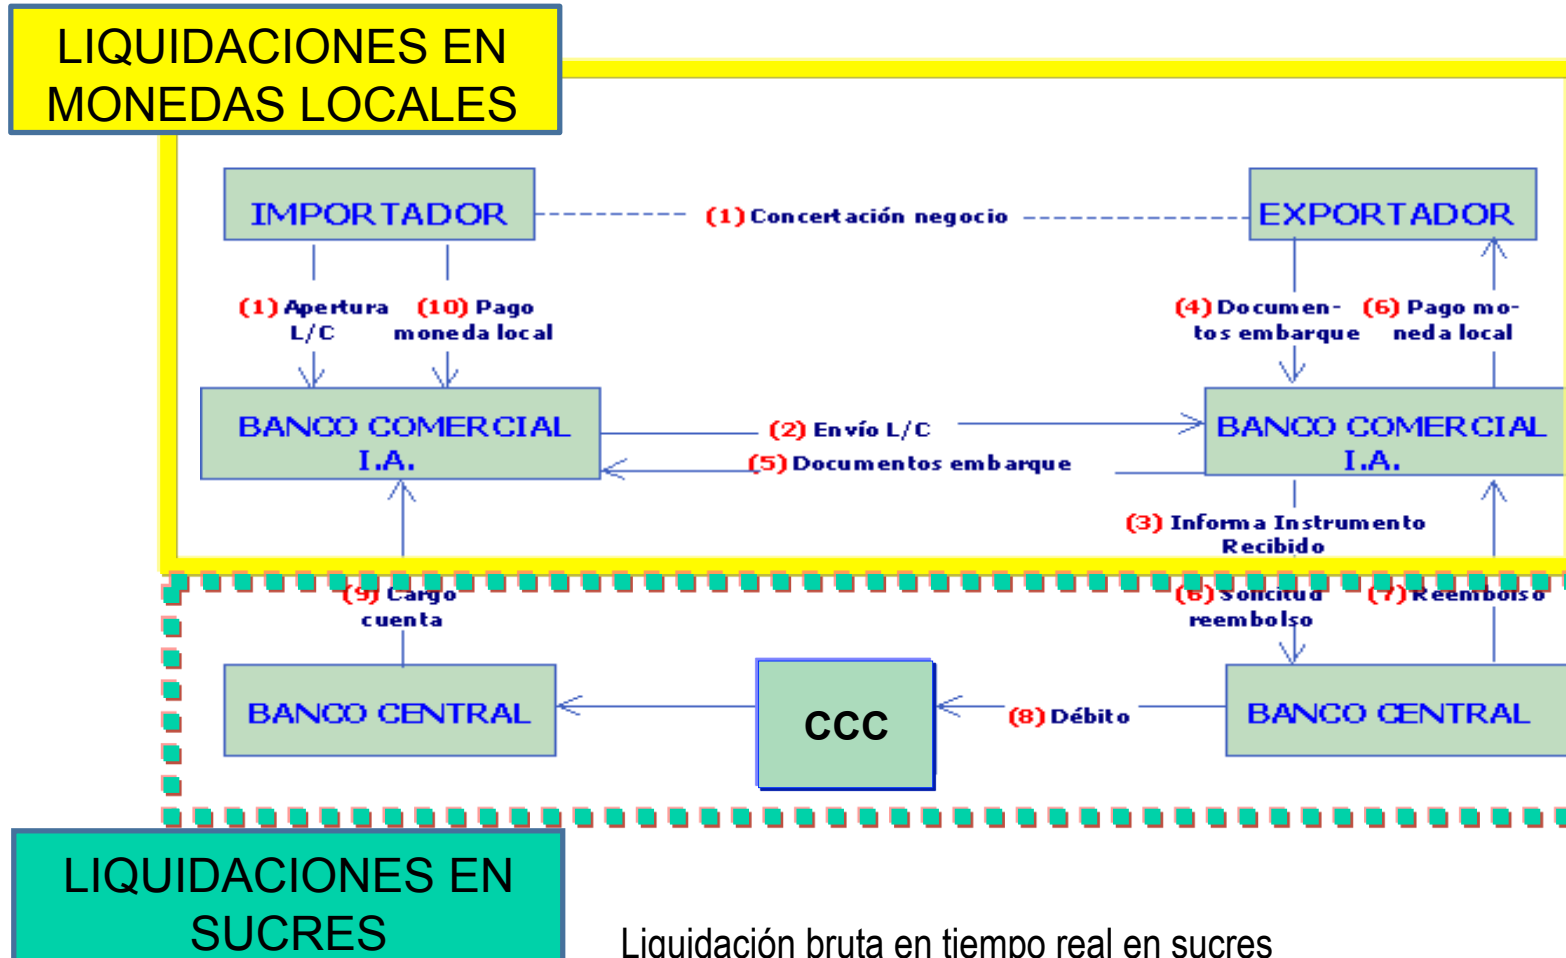 LIQUIDACIONES EN
MONEDAS LOCALES
IMPORTADOR
(1) Concertación negocio
EXPORTADOR
(1) Apertura
L/C
(10) Pago
moneda local
(4) Documen-
tos embarque
(6) Pago mo-
neda local
BANCO COMERCIAL
I.A.
(2) Envío L/C
(5) Documentos embarque
BANCO COMERCIAL
I.A.
(3) Informa Instrumento
Recibido
(9) Cargo
cuenta
(6) Solicitud
reembolso
(7) Reembolso
BANCO CENTRAL
CCC
(8) Débito
BANCO CENTRAL
LIQUIDACIONES EN
SUCRES
Liquidación bruta en tiempo real en sucres